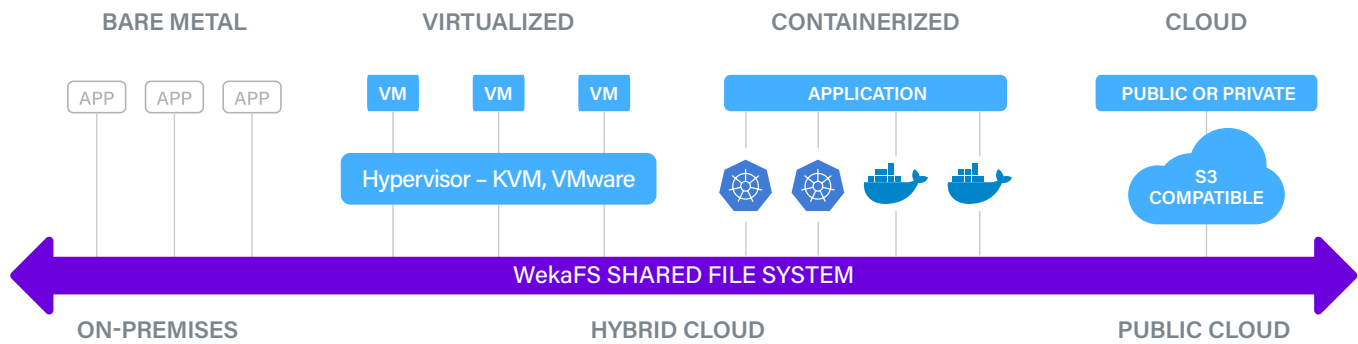 BARE METAL
VIRTUALIZED
CONTAINERIZED
CLOUD
APP
APP
APP
VM
VM
VM
APPLICATION
PUBLIC OR PRIVATE
Hypervisor – KVM, VMware
S3
COMPATIBLE
WekaFS SHARED FILE SYSTEM
ON-PREMISES
HYBRID CLOUD
PUBLIC CLOUD